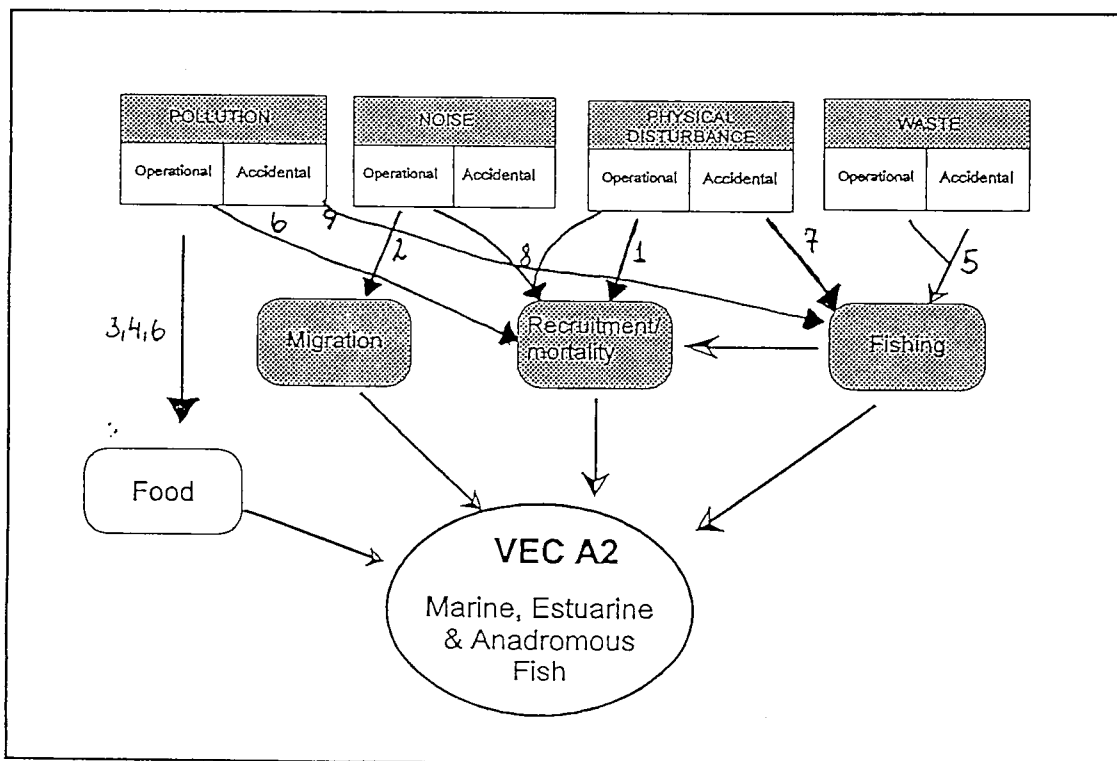 POLLUTION
Operational
Accidental
NOISE
Operational
Accidental
PHYSICAL
DISTURBANCE
Operational
Accidental
WASTE
Operational
Accidental
6
9
2
8
1
7
5
3,4,6
Migration
Recruitment/
mortality
Fishing
Food
VEC A2
Marine, Estuarine
& Anadromous
Fish